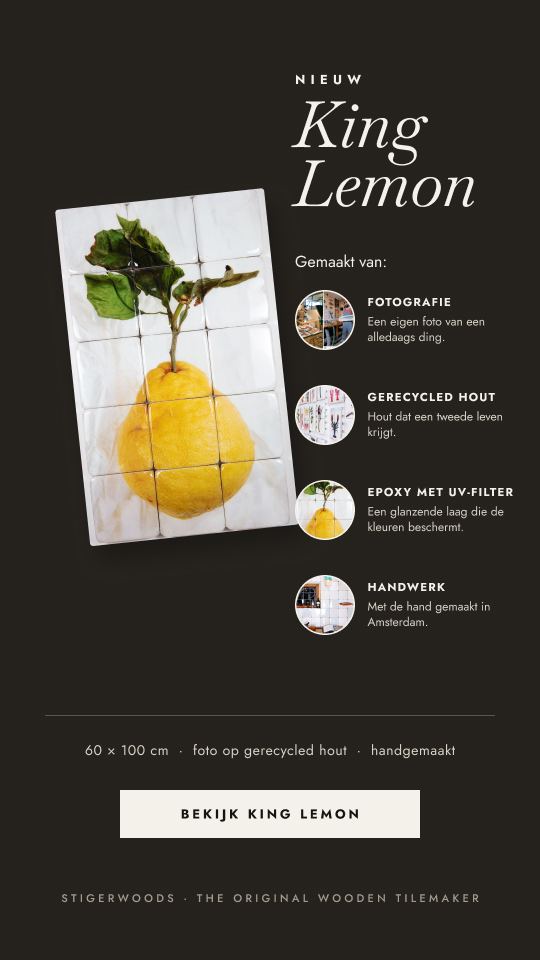 NIEUW
King
Lemon
Gemaakt van:
FOTOGRAFIE
Een eigen foto van een
alledaags ding.
GERECYCLED HOUT
Hout dat een tweede leven
krijgt.
EPOXY MET UV-FILTER
Een glanzende laag die de
kleuren beschermt.
HANDWERK
Met de hand gemaakt in
Amsterdam.
60 × 100 cm · foto op gerecycled hout · handgemaakt
BEKIJK KING LEMON
STIGERWOODS · THE ORIGINAL WOODEN TILEMAKER